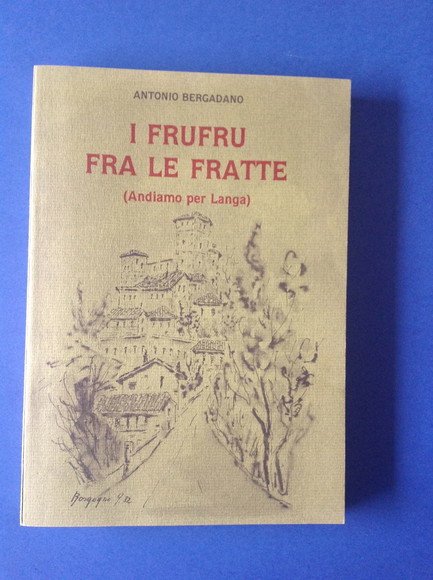 ANTONIO BERGADANO
I FRUFRU
FRA LE FRATTE
(Andiamo per Langa)